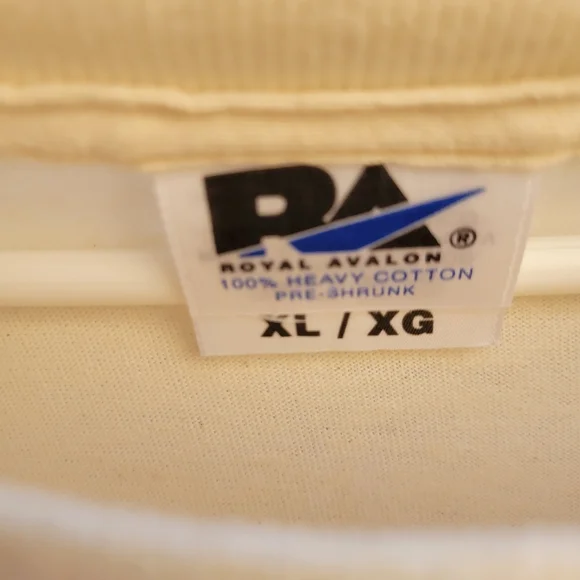 RA
ROYAL AVALON ®
100% HEAVY COTTON
PRE-SHRUNK
XL / XG